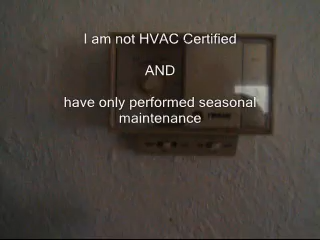 I am not HVAC Certified
AND
have only performed seasonal
maintenance